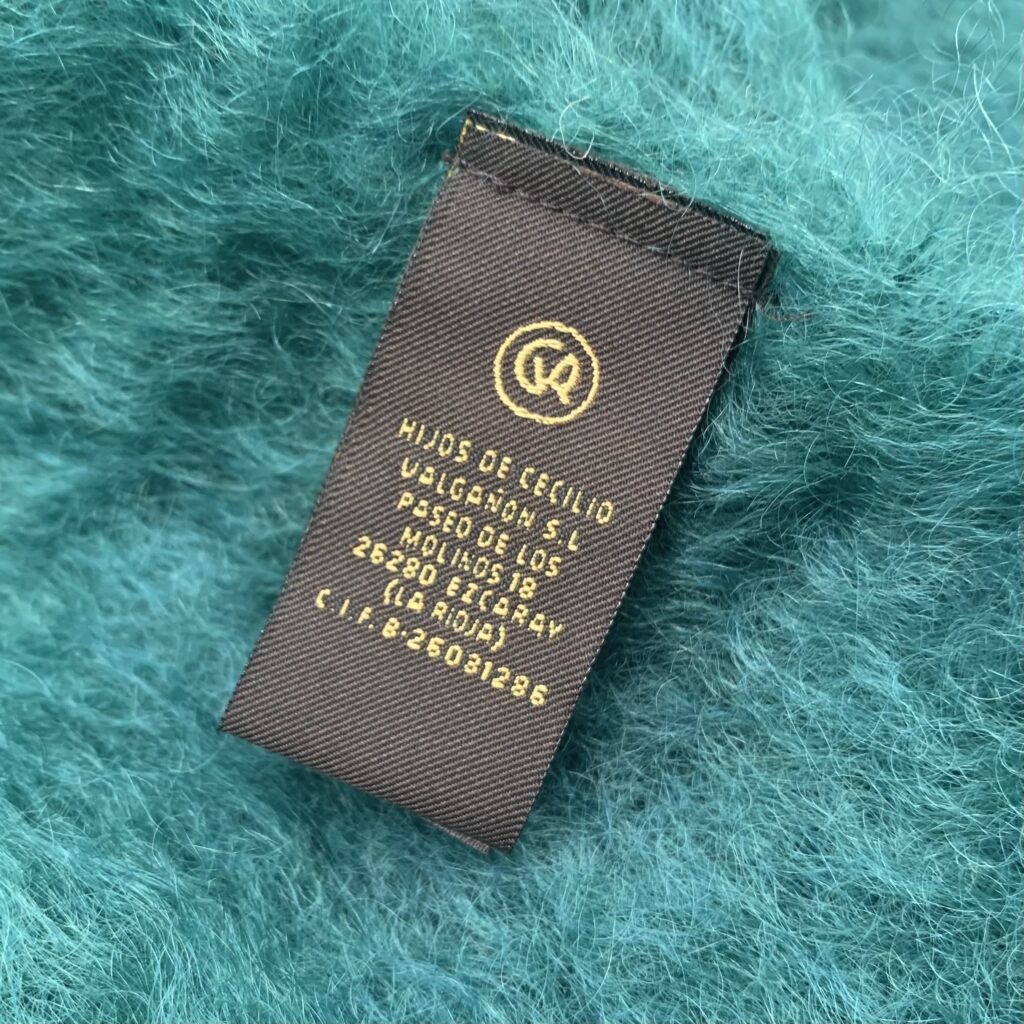 HIJOS DE CECILIO
VALGAÑON S.L
PASEO DE LOS
MOLINOS 18
26280 EZCARAY
(LA RIOJA)
C.I.F. B-26031286